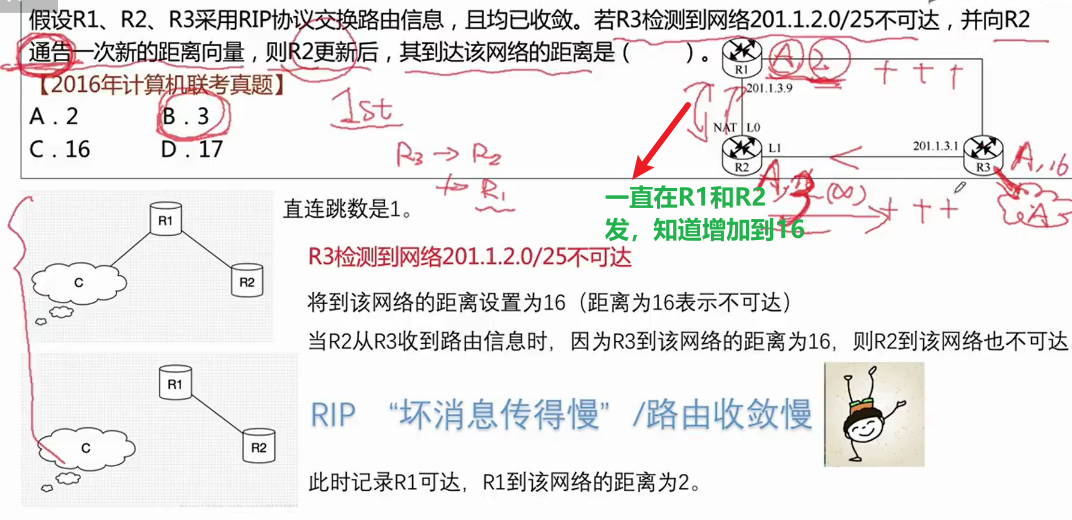 假设R1、R2、R3采用RIP协议交换路由信息，且均已收敛。若R3检测到网络201.1.2.0/25不可达，并向R2
通告一次新的距离向量，则R2更新后，其到达该网络的距离是（　　）。
【2016年计算机联考真题】
A．2
B．3
C．16
D．17
1st
R3→R2
R1
R1
A，2
+ + +
201.1.3.9
NAT L0
R2
L1
201.1.3.1
R3
A，16
A
A，
3
(∞)
+ + +
一直在R1和R2
发，知道增加到16
R1
C
R2
直连跳数是1。
R3检测到网络201.1.2.0/25不可达
将到该网络的距离设置为16（距离为16表示不可达）
当R2从R3收到路由信息时，因为R3到该网络的距离为16，则R2到该网络也不可达
R1
C
R2
RIP “坏消息传得慢”/路由收敛慢
此时记录R1可达，R1到该网络的距离为2。